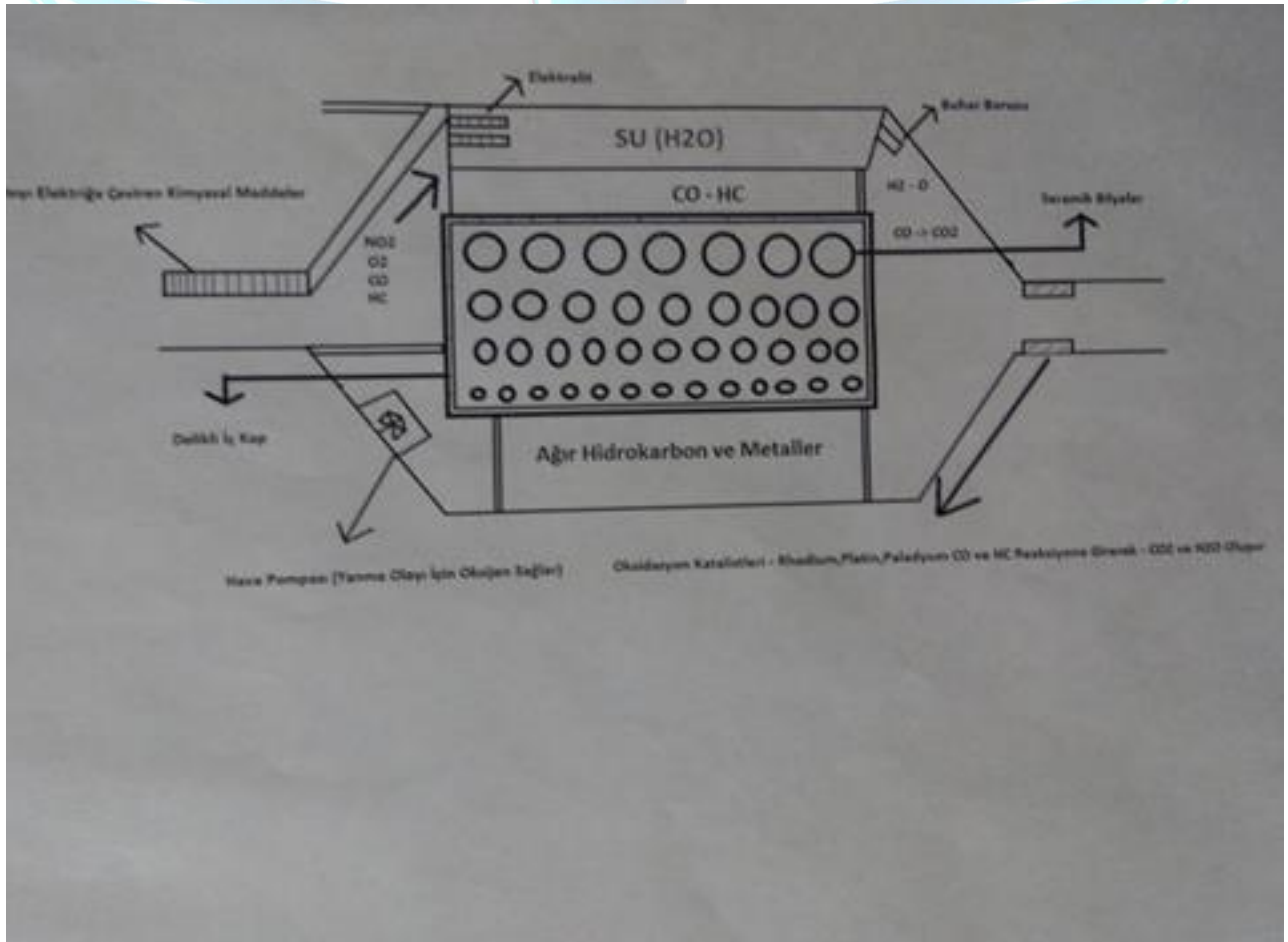 Elektrolit
Buhar Borusu
SU (H2O)
Elektriğe Çeviren Kimyasal Maddeler
CO - HC
H2 - O
Seramik Bilyeler
CO -> CO2
NO2
O2
CO
HC
Delikli İç Kap
Ağır Hidrokarbon ve Metaller
Hava Pompası (Yanma Olayı İçin Oksijen Sağlar)
Oksidasyon Katalistleri - Rhodium,Platin,Paladyum CO ve HC Reaksiyona Girerek - CO2 ve H2O Oluşur